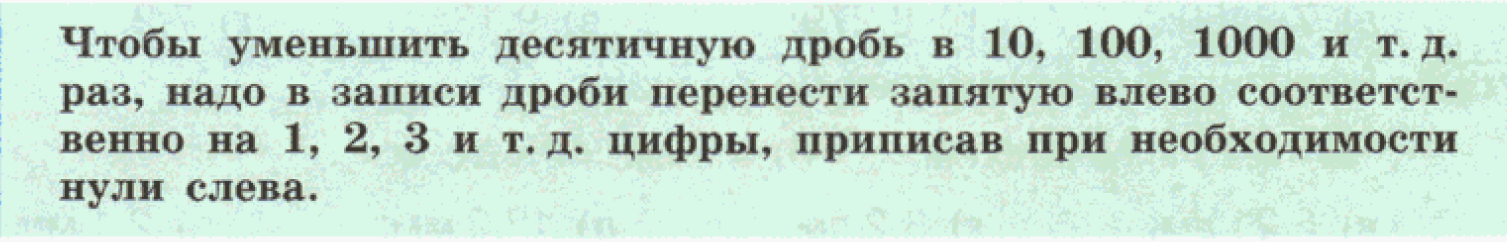 Чтобы уменьшить десятичную дробь в 10, 100, 1000 и т. д.
раз, надо в записи дроби перенести запятую влево соответст-
венно на 1, 2, 3 и т. д. цифры, приписав при необходимости
нули слева.